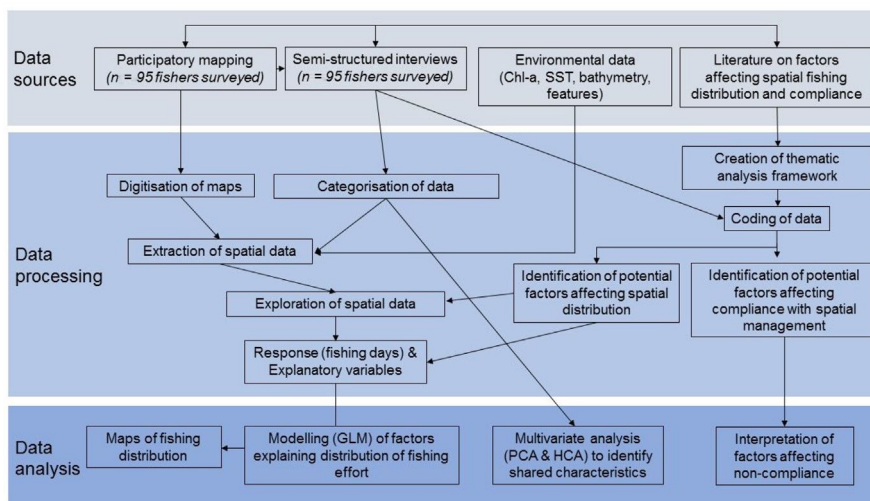 Data
sources
Participatory mapping
(n = 95 fishers surveyed)
Semi-structured interviews
(n = 95 fishers surveyed)
Environmental data
(Chl-a, SST, bathymetry,
features)
Literature on factors
affecting spatial fishing
distribution and compliance
Data
processing
Digitisation of maps
Categorisation of data
Creation of thematic
analysis framework
Coding of data
Extraction of spatial data
Exploration of spatial data
Identification of potential
factors affecting spatial
distribution
Identification of potential
factors affecting
compliance with spatial
management
Response (fishing days) &
Explanatory variables
Data
analysis
Maps of fishing
distribution
Modelling (GLM) of factors
explaining distribution of fishing
effort
Multivariate analysis
(PCA & HCA) to identify
shared characteristics
Interpretation of
factors affecting
non-compliance